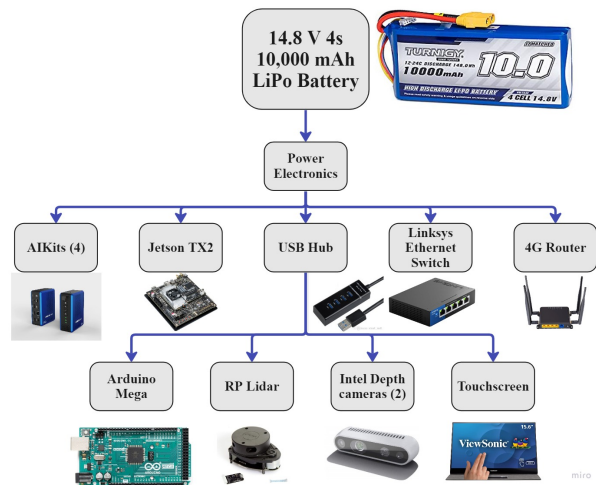 14.8 V 4s
10,000 mAh
LiPo Battery
TURNIGY
10000mAh
10.0
HIGH DISCHARGE LIPO BATTERY
4 CELL 14.8V
Power
Electronics
AIKits (4)
Jetson TX2
USB Hub
Linksys
Ethernet
Switch
4G Router
Arduino
Mega
RP Lidar
Intel Depth
cameras (2)
Touchscreen
ARDUINO
15.6"
ViewSonic
miro